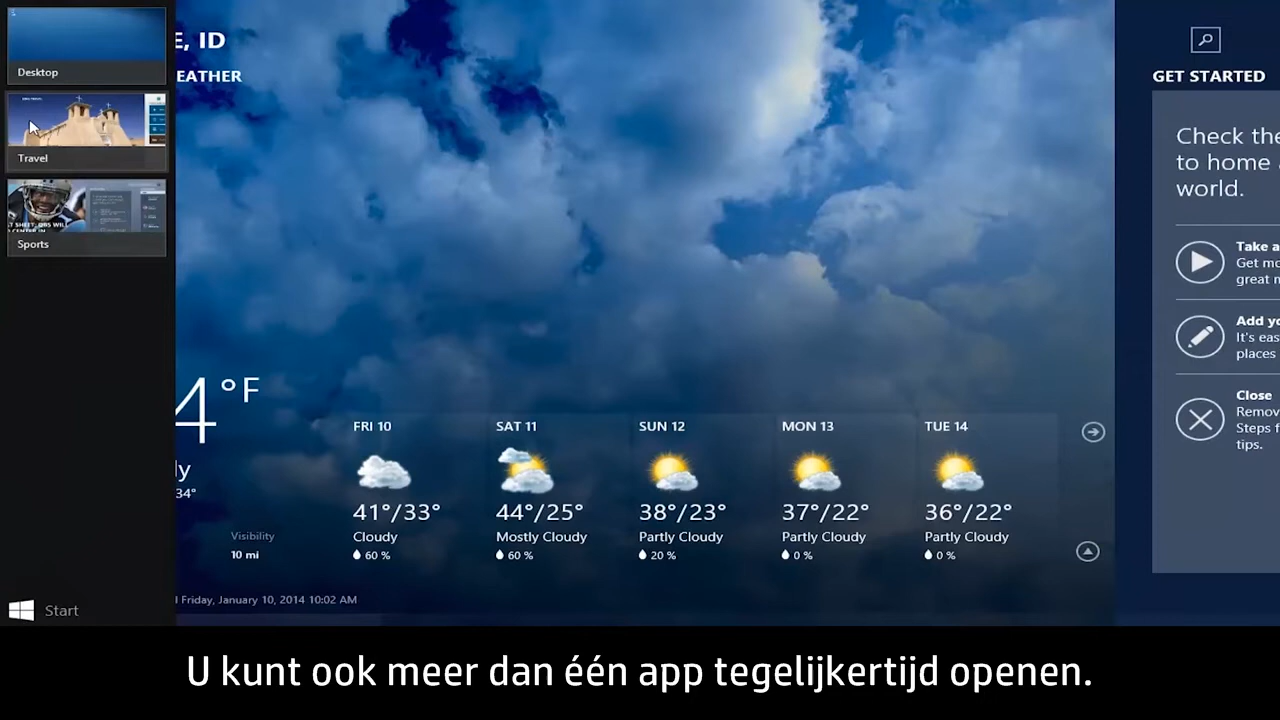 Desktop
Travel
Sports
Start
E, ID
EATHER
4°F
ly
34°
Visibility
10 mi
FRI 10
41°/33°
Cloudy
60 %
SAT 11
44°/25°
Mostly Cloudy
60 %
SUN 12
38°/23°
Partly Cloudy
20 %
MON 13
37°/22°
Partly Cloudy
0 %
TUE 14
36°/22°
Partly Cloudy
0 %
Friday, January 10, 2014 10:02 AM
GET STARTED
Check the
to home
world.
Take a
Get mo
great m
Add yo
It's eas
places
Close
Remov
Steps f
tips.
U kunt ook meer dan één app tegelijkertijd openen.